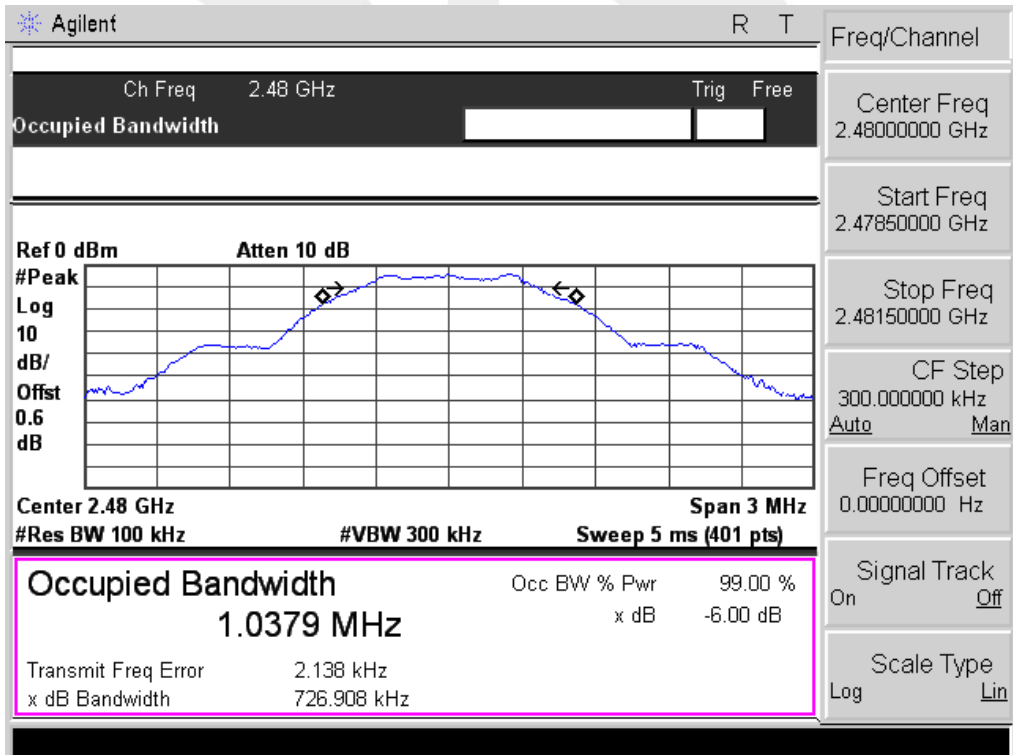 Agilent R T
Ch Freq 2.48 GHz Trig Free
Occupied Bandwidth
Ref 0 dBm Atten 10 dB
#Peak
Log
10
dB/
Offst
0.6
dB
Center 2.48 GHz Span 3 MHz
#Res BW 100 kHz #VBW 300 kHz Sweep 5 ms (401 pts)
Occupied Bandwidth Occ BW % Pwr 99.00 %
1.0379 MHz x dB -6.00 dB
Transmit Freq Error 2.138 kHz
x dB Bandwidth 726.908 kHz
Freq/Channel
Center Freq
2.48000000 GHz
Start Freq
2.47850000 GHz
Stop Freq
2.48150000 GHz
CF Step
300.000000 kHz
Auto Man
Freq Offset
0.00000000 Hz
Signal Track
On Off
Scale Type
Log Lin